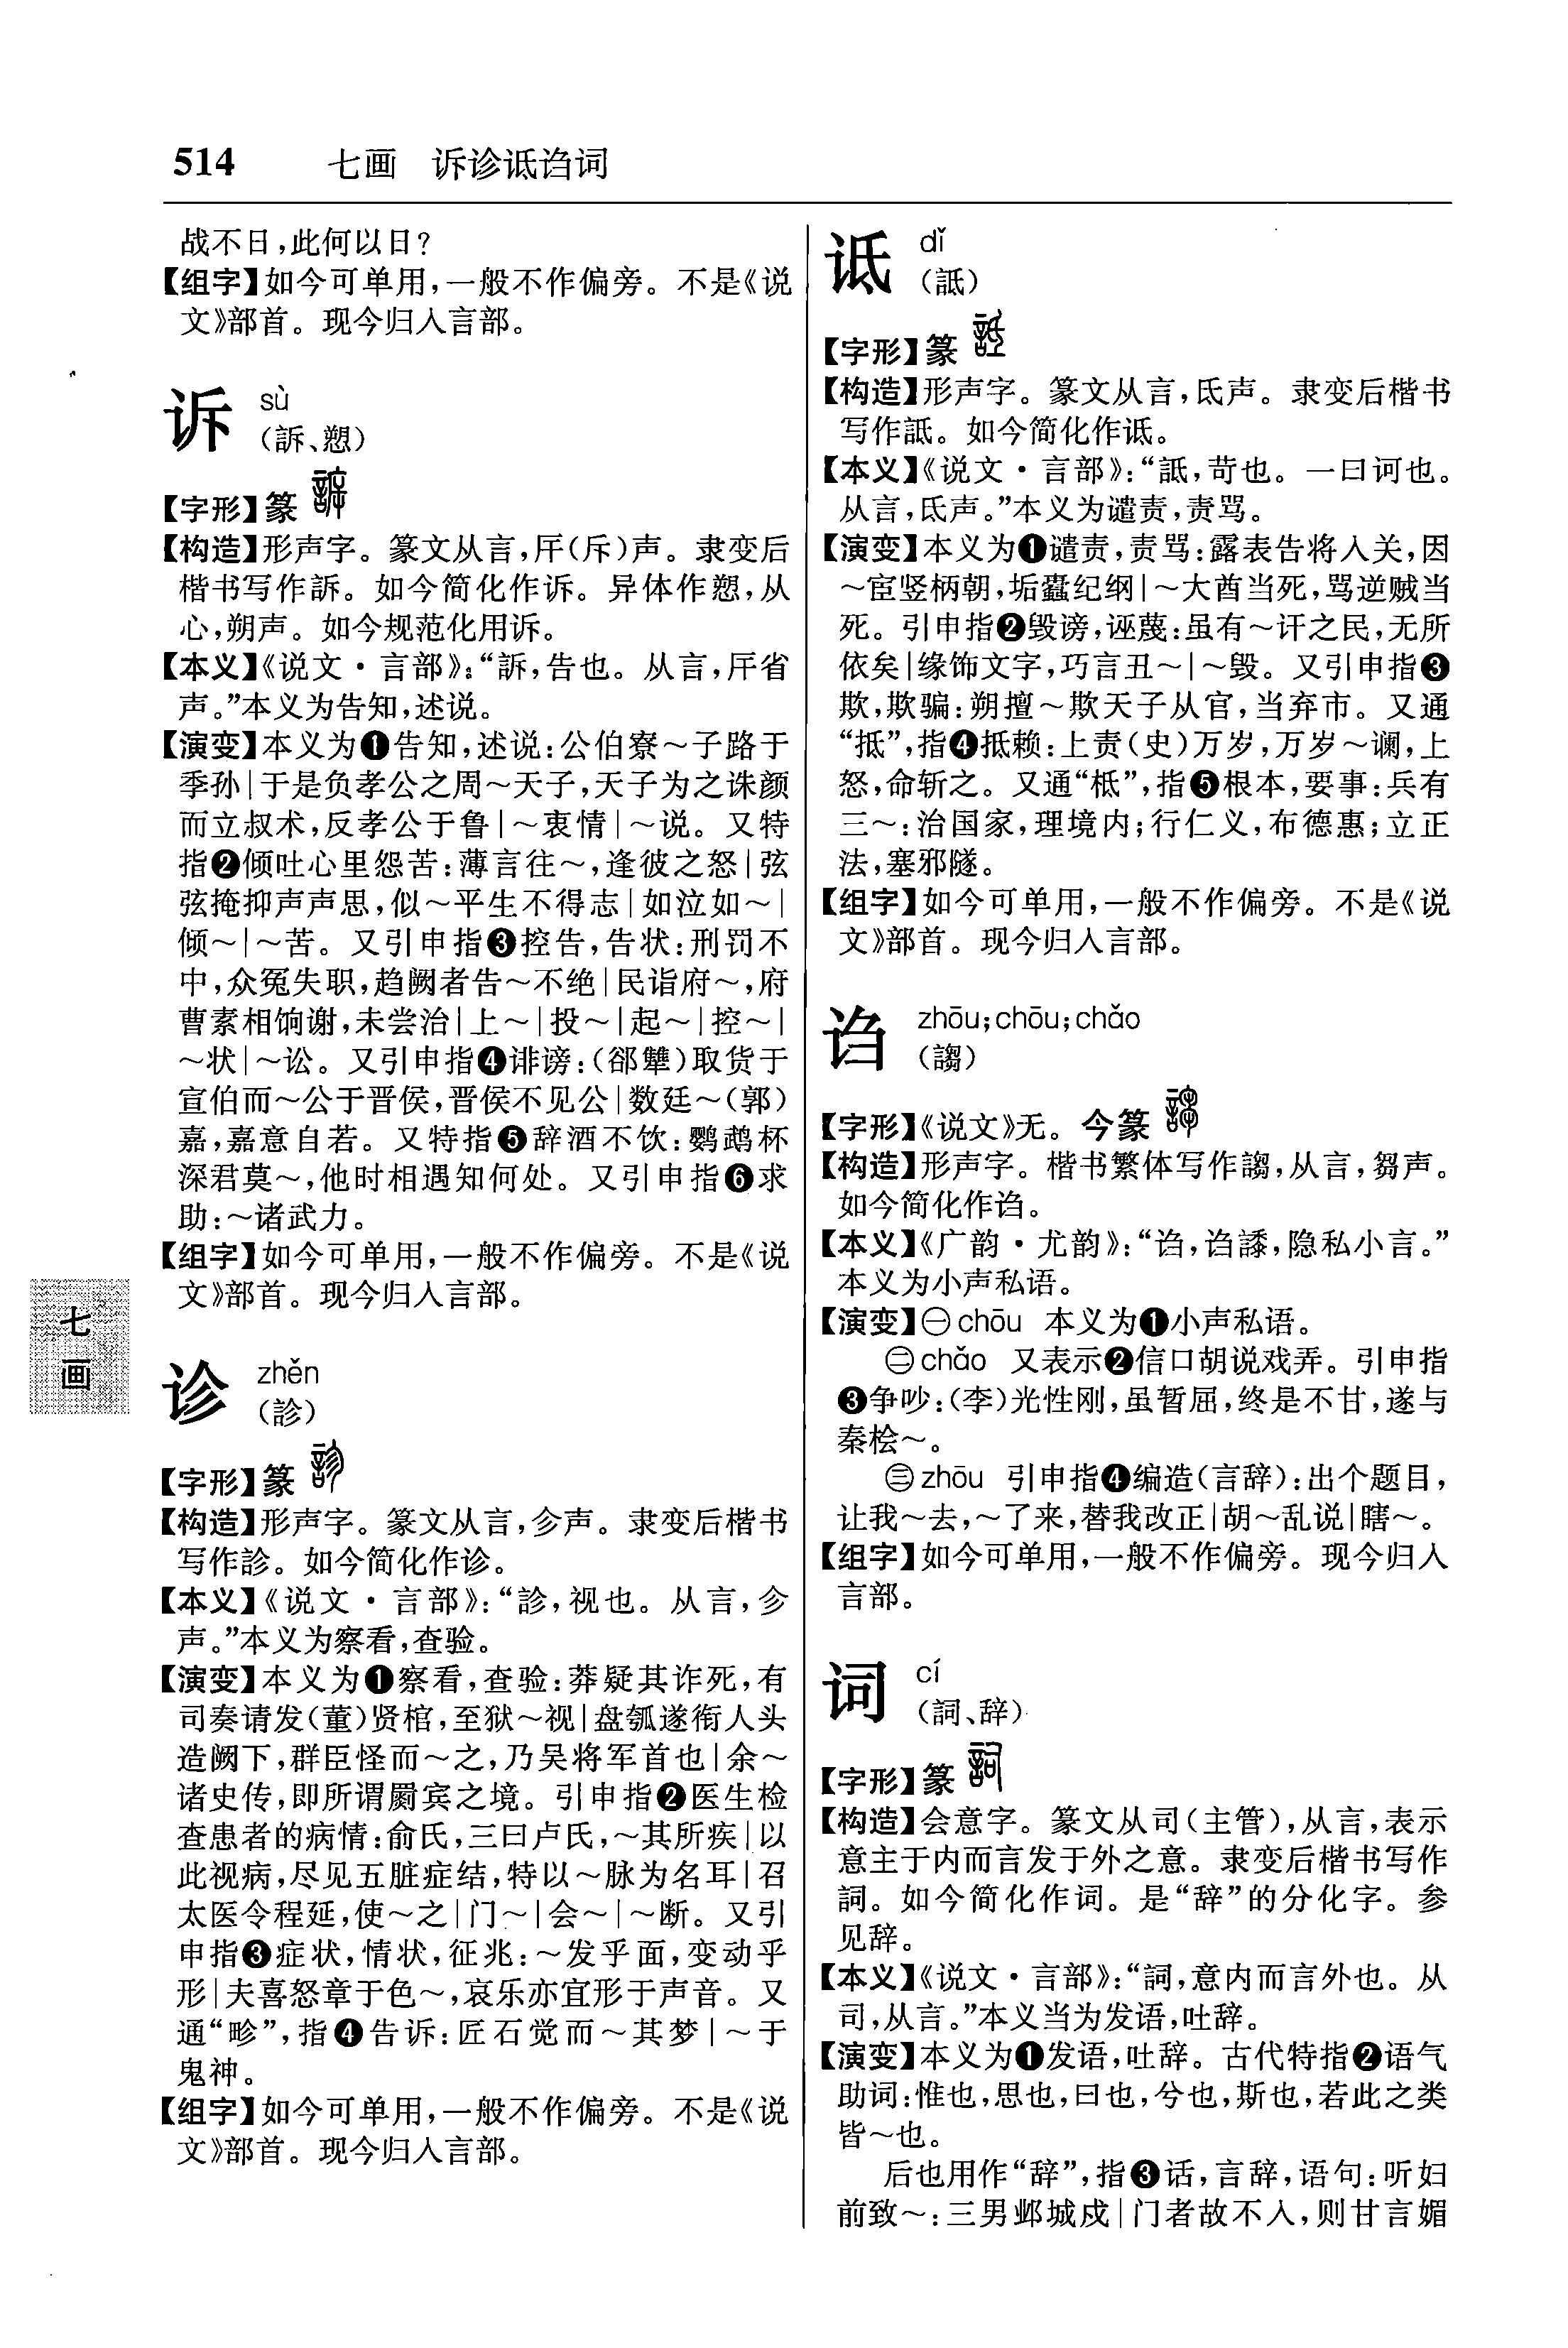 514 七画 诉诊诋诌词
战不日,此何以日?
【组字】如今可单用,一般不作偏旁。不是《说
文》部首。现今归入言部。
诉 sù
(訴、愬)
【字形】篆
【构造】形声字。篆文从言,厈(斥)声。隶变后
楷书写作訴。如今简化作诉。异体作愬,从
心,朔声。如今规范化用诉。
【本义】《说文·言部》:“訴,告也。从言,厈省
声。”本义为告知,述说。
【演变】本义为❶告知,述说:公伯寮~子路于
季孙|于是负孝公之周~天子,天子为之诛颜
而立叔术,反孝公于鲁|~衷情|~说。又特
指❷倾吐心里怨苦:薄言往~,逢彼之怒|弦
弦掩抑声声思,似~平生不得志|如泣如~|
倾~|~苦。又引申指❸控告,告状:刑罚不
中,众冤失职,趋阙者告~不绝|民诣府~,府
曹素相饷谢,未尝治|上~|投~|起~|控~|
~状|~讼。又引申指❹诽谤:(郤犨)取货于
宣伯而~公于晋侯,晋侯不见公|数廷~(郭)
嘉,嘉意自若。又特指❺辞酒不饮:鹦鹉杯
深君莫~,他时相遇知何处。又引申指❻求
助:~诸武力。
【组字】如今可单用,一般不作偏旁。不是《说
文》部首。现今归入言部。
七
画
诊 zhěn
(診)
【字形】篆
【构造】形声字。篆文从言,㐱声。隶变后楷书
写作診。如今简化作诊。
【本义】《说文·言部》:“診,视也。从言,㐱
声。”本义为察看,查验。
【演变】本义为❶察看,查验:莽疑其诈死,有
司奏请发(董)贤棺,至狱~视|盘瓠遂衔人头
造阙下,群臣怪而~之,乃吴将军首也|余~
诸史传,即所谓罽宾之境。引申指❷医生检
查患者的病情:俞氏,三曰卢氏,~其所疾|以
此视病,尽见五脏症结,特以~脉为名耳|召
太医令程延,使~之|门~|会~|~断。又引
申指❸症状,情状,征兆:~发乎面,变动乎
形|夫喜怒章于色~,哀乐亦宜形于声音。又
通“畛”,指❹告诉:匠石觉而~其梦|~于
鬼神。
【组字】如今可单用,一般不作偏旁。不是《说
文》部首。现今归入言部。
诋 dǐ
(詆)
【字形】篆
【构造】形声字。篆文从言,氐声。隶变后楷书
写作詆。如今简化作诋。
【本义】《说文·言部》:“詆,苛也。一曰诃也。
从言,氐声。”本义为谴责,责骂。
【演变】本义为❶谴责,责骂:露表告将入关,因
~宦竖柄朝,垢蠹纪纲|~大酋当死,骂逆贼当
死。引申指❷毁谤,诬蔑:虽有~讦之民,无所
依矣|缘饰文字,巧言丑~|~毁。又引申指❸
欺,欺骗:朔擅~欺天子从官,当弃市。又通
“抵”,指❹抵赖:上责(史)万岁,万岁~谰,上
怒,命斩之。又通“柢”,指❺根本,要事:兵有
三~:治国家,理境内;行仁义,布德惠;立正
法,塞邪隧。
【组字】如今可单用,一般不作偏旁。不是《说
文》部首。现今归入言部。
诌 zhōu;chōu;chǎo
(謅)
【字形】《说文》无。今篆
【构造】形声字。楷书繁体写作謅,从言,芻声。
如今简化作诌。
【本义】《广韵·尤韵》:“诌,诌䛢,隐私小言。”
本义为小声私语。
【演变】㊀chōu 本义为❶小声私语。
㊁chǎo 又表示❷信口胡说戏弄。引申指
❸争吵:(李)光性刚,虽暂屈,终是不甘,遂与
秦桧~。
㊂zhōu 引申指❹编造(言辞):出个题目,
让我~去,~了来,替我改正|胡~乱说|瞎~。
【组字】如今可单用,一般不作偏旁。现今归入
言部。
词 cí
(詞、辞)
【字形】篆
【构造】会意字。篆文从司(主管),从言,表示
意主于内而言发于外之意。隶变后楷书写作
詞。如今简化作词。是“辞”的分化字。参
见辞。
【本义】《说文·言部》:“詞,意内而言外也。从
司,从言。”本义当为发语,吐辞。
【演变】本义为❶发语,吐辞。古代特指❷语气
助词:惟也,思也,曰也,兮也,斯也,若此之类
皆~也。
后也用作“辞”,指❸话,言辞,语句:听妇
前致~:三男邺城戍|门者故不入,则甘言媚